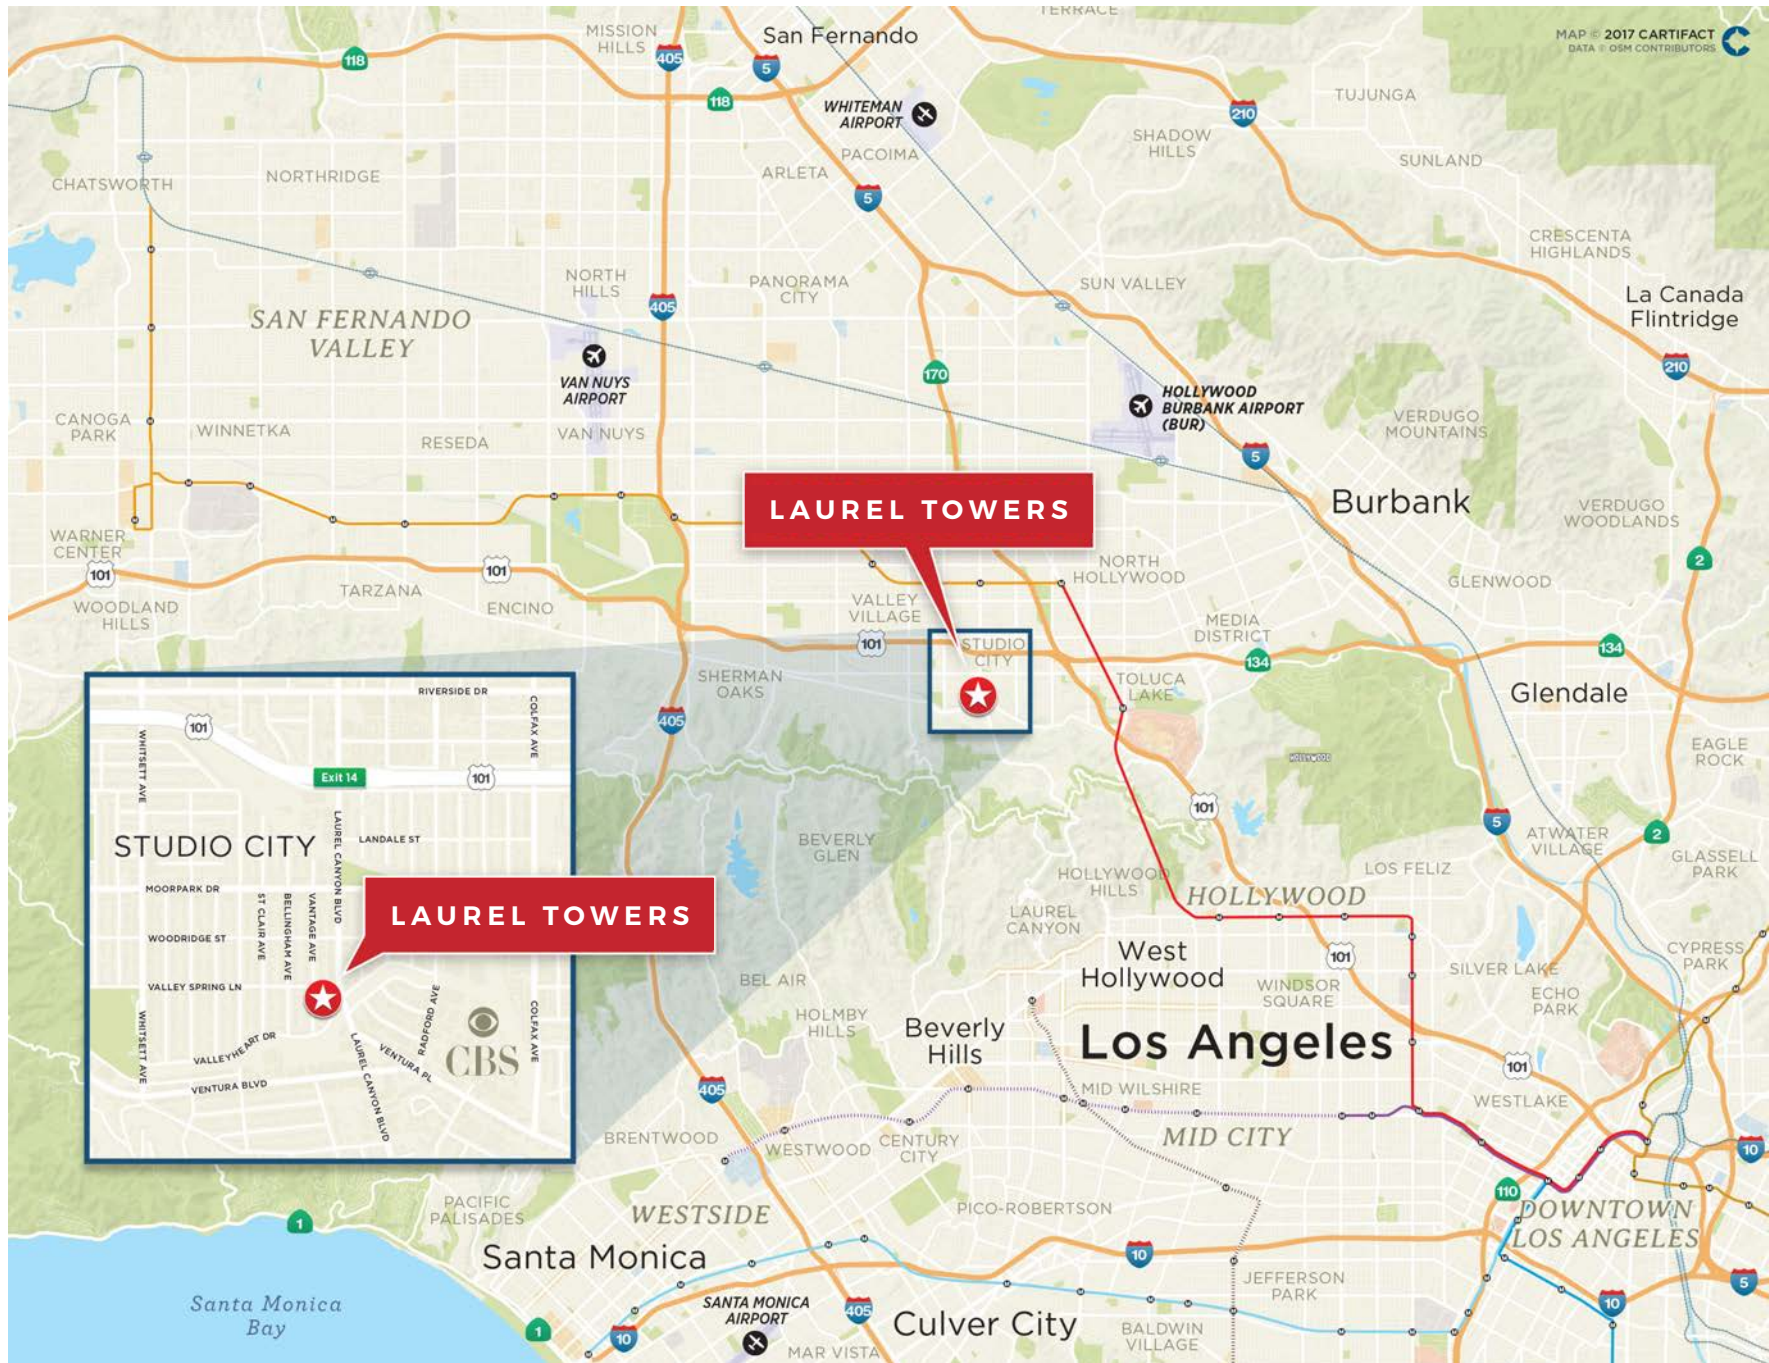 TERRACE
MISSION
HILLS
San Fernando
MAP © 2017 CARTIFACT
DATA © OSM CONTRIBUTORS
118
405
5
118
WHITEMAN
AIRPORT
210
TUJUNGA
SHADOW
HILLS
SUNLAND
PACOIMA
ARLETA
CHATSWORTH
NORTHRIDGE
5
CRESCENTA
HIGHLANDS
NORTH
HILLS
PANORAMA
CITY
SUN VALLEY
405
La Canada
Flintridge
SAN FERNANDO
VALLEY
VAN NUYS
AIRPORT
170
210
HOLLYWOOD
BURBANK AIRPORT
(BUR)
CANOGA
PARK
WINNETKA
RESEDA
VAN NUYS
VERDUGO
MOUNTAINS
5
LAUREL TOWERS
Burbank
VERDUGO
WOODLANDS
WARNER
CENTER
101
101
2
NORTH
HOLLYWOOD
TARZANA
ENCINO
GLENWOOD
WOODLAND
HILLS
VALLEY
VILLAGE
MEDIA
DISTRICT
101
STUDIO
CITY
134
134
SHERMAN
OAKS
TOLUCA
LAKE
Glendale
405
EAGLE
ROCK
HOLLYWOOD
101
5
2
ATWATER
VILLAGE
BEVERLY
GLEN
GLASSELL
PARK
LOS FELIZ
HOLLYWOOD
HILLS
HOLLYWOOD
LAUREL
CANYON
West
Hollywood
101
CYPRESS
PARK
SILVER LAKE
BEL AIR
WINDSOR
SQUARE
ECHO
PARK
HOLMBY
HILLS
Beverly
Hills
Los Angeles
101
405
MID WILSHIRE
WESTLAKE
BRENTWOOD
WESTWOOD
CENTURY
CITY
MID CITY
10
110
PACIFIC
PALISADES
WESTSIDE
PICO-ROBERTSON
DOWNTOWN
LOS ANGELES
1
Santa Monica
10
JEFFERSON
PARK
5
Santa Monica
Bay
SANTA MONICA
AIRPORT
405
10
1
10
Culver City
BALDWIN
VILLAGE
MAR VISTA
RIVERSIDE DR
COLFAX AVE
101
WHITSETT AVE
Exit 14
101
STUDIO CITY
LAUREL CANYON BLVD
LANDALE ST
MOORPARK DR
ST CLAIR AVE
BELLINGHAM AVE
VANTAGE AVE
LAUREL TOWERS
WOODRIDGE ST
VALLEY SPRING LN
WHITSETT AVE
RADFORD AVE
COLFAX AVE
CBS
VALLEYHEART DR
LAUREL CANYON BLVD
VENTURA PL
VENTURA BLVD